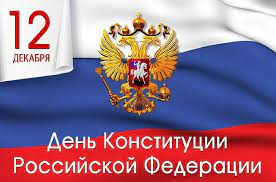 12
ДЕКАБРЯ
День Конституции
Российской Федерации